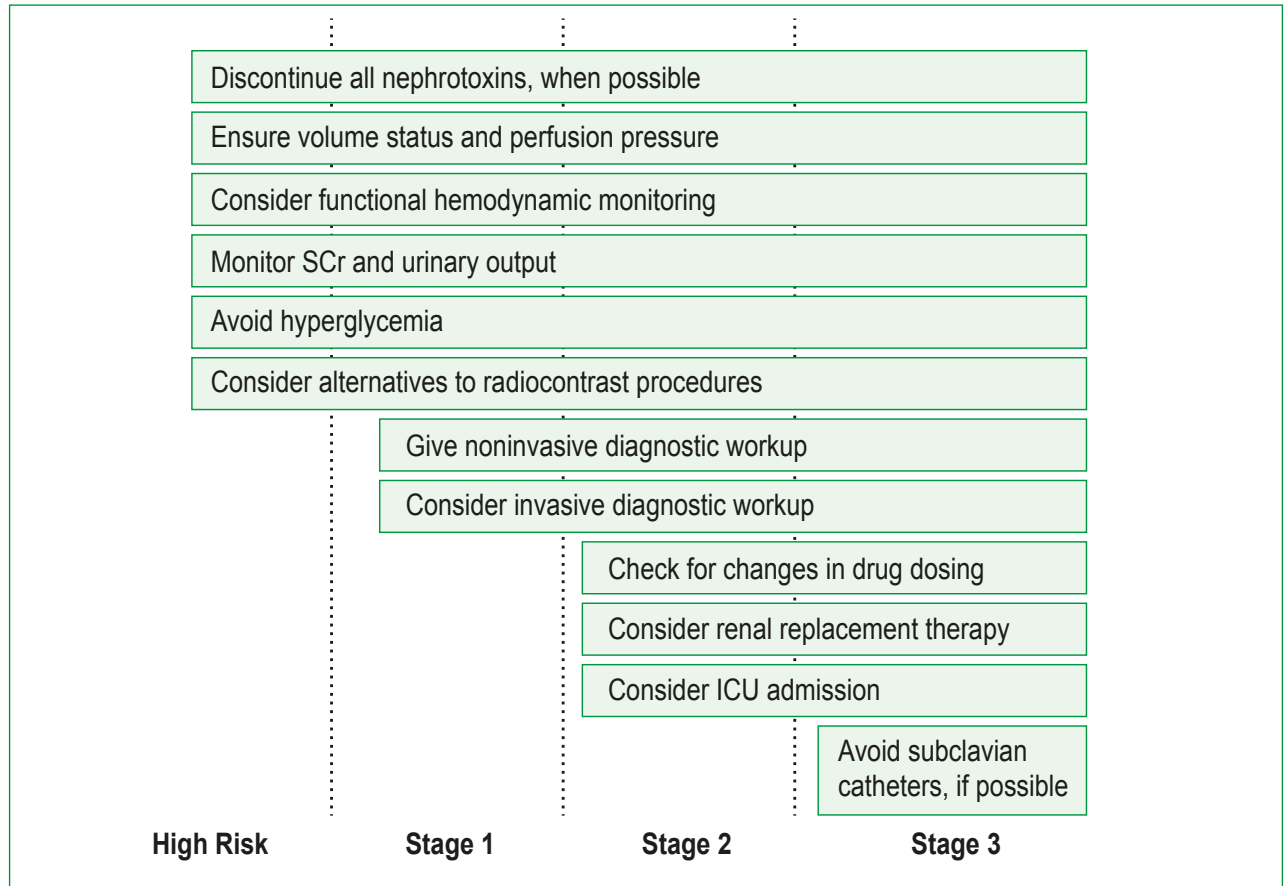 Discontinue all nephrotoxins, when possible
Ensure volume status and perfusion pressure
Consider functional hemodynamic monitoring
Monitor SCr and urinary output
Avoid hyperglycemia
Consider alternatives to radiocontrast procedures
Give noninvasive diagnostic workup
Consider invasive diagnostic workup
Check for changes in drug dosing
Consider renal replacement therapy
Consider ICU admission
Avoid subclavian
catheters, if possible
High Risk Stage 1 Stage 2 Stage 3